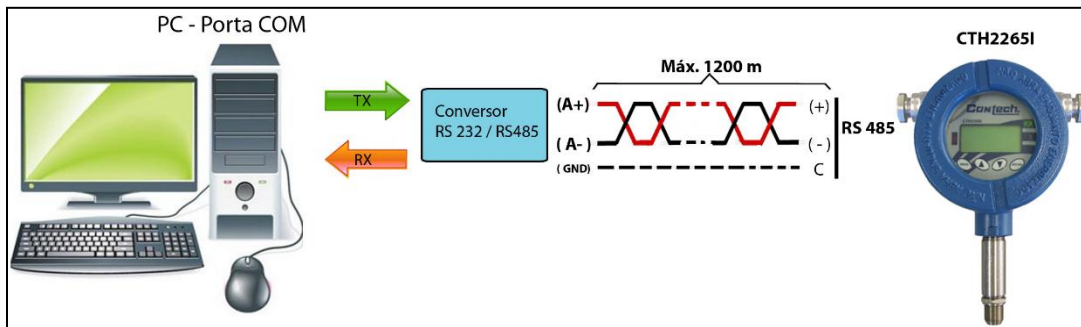 PC - Porta COM
CTH2265I
Máx. 1200 m
TX
RX
Conversor
RS 232 / RS485
(A+)
(A-)
(GND)
(+)
(-)
C
RS 485
Contech